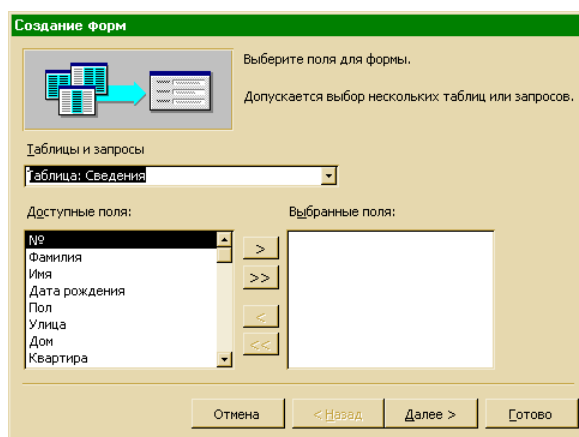 Создание форм
Выберите поля для формы.
Допускается выбор нескольких таблиц или запросов.
Таблицы и запросы
Таблица: Сведения
Доступные поля:
Выбранные поля:
№
Фамилия
Имя
Дата рождения
Пол
Улица
Дом
Квартира
>
>>
<
<<
Отмена
< Назад
Далее >
Готово